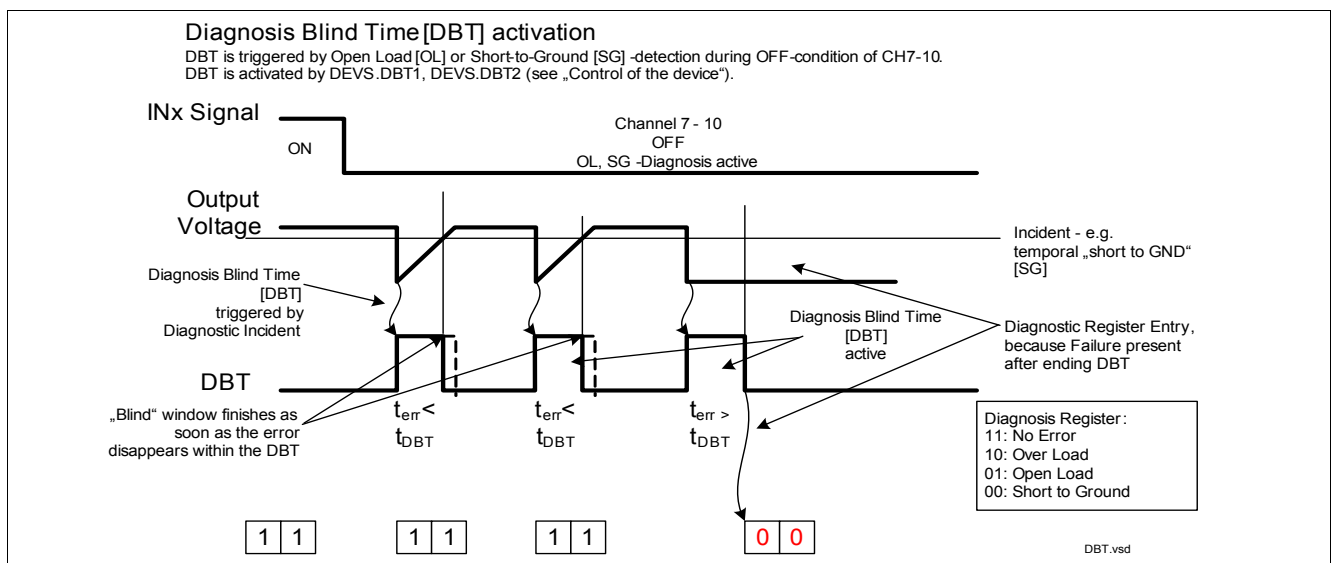 Diagnosis Blind Time [DBT] activation
DBT is triggered by Open Load [OL] or Short-to-Ground [SG] -detection during OFF-condition of CH7-10.
DBT is activated by DEVS.DBT1, DEVS.DBT2 (see „Control of the device“).
INx Signal
ON
Channel 7 - 10
OFF
OL, SG -Diagnosis active
Output
Voltage
Incident - e.g.
temporal „short to GND“
[SG]
Diagnosis Blind Time
[DBT]
triggered by
Diagnostic Incident
Diagnosis Blind Time
[DBT]
active
Diagnostic Register Entry,
because Failure present
after ending DBT
DBT
„Blind“ window finishes as
soon as the error
disappears within the DBT
terr<
tDBT
terr<
tDBT
terr >
tDBT
Diagnosis Register:
11: No Error
10: Over Load
01: Open Load
00: Short to Ground
1 1
1 1
1 1
0 0
DBT.vsd